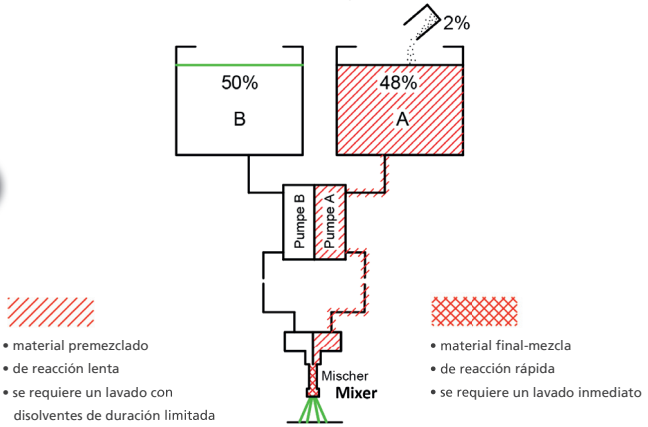 2%
50%
48%
B
A
Pumpe B
Pumpe A
• material premezclado
• de reacción lenta
• se requiere un lavado con
disolventes de duración limitada
Mischer
Mixer
• material final-mezcla
• de reacción rápida
• se requiere un lavado inmediato